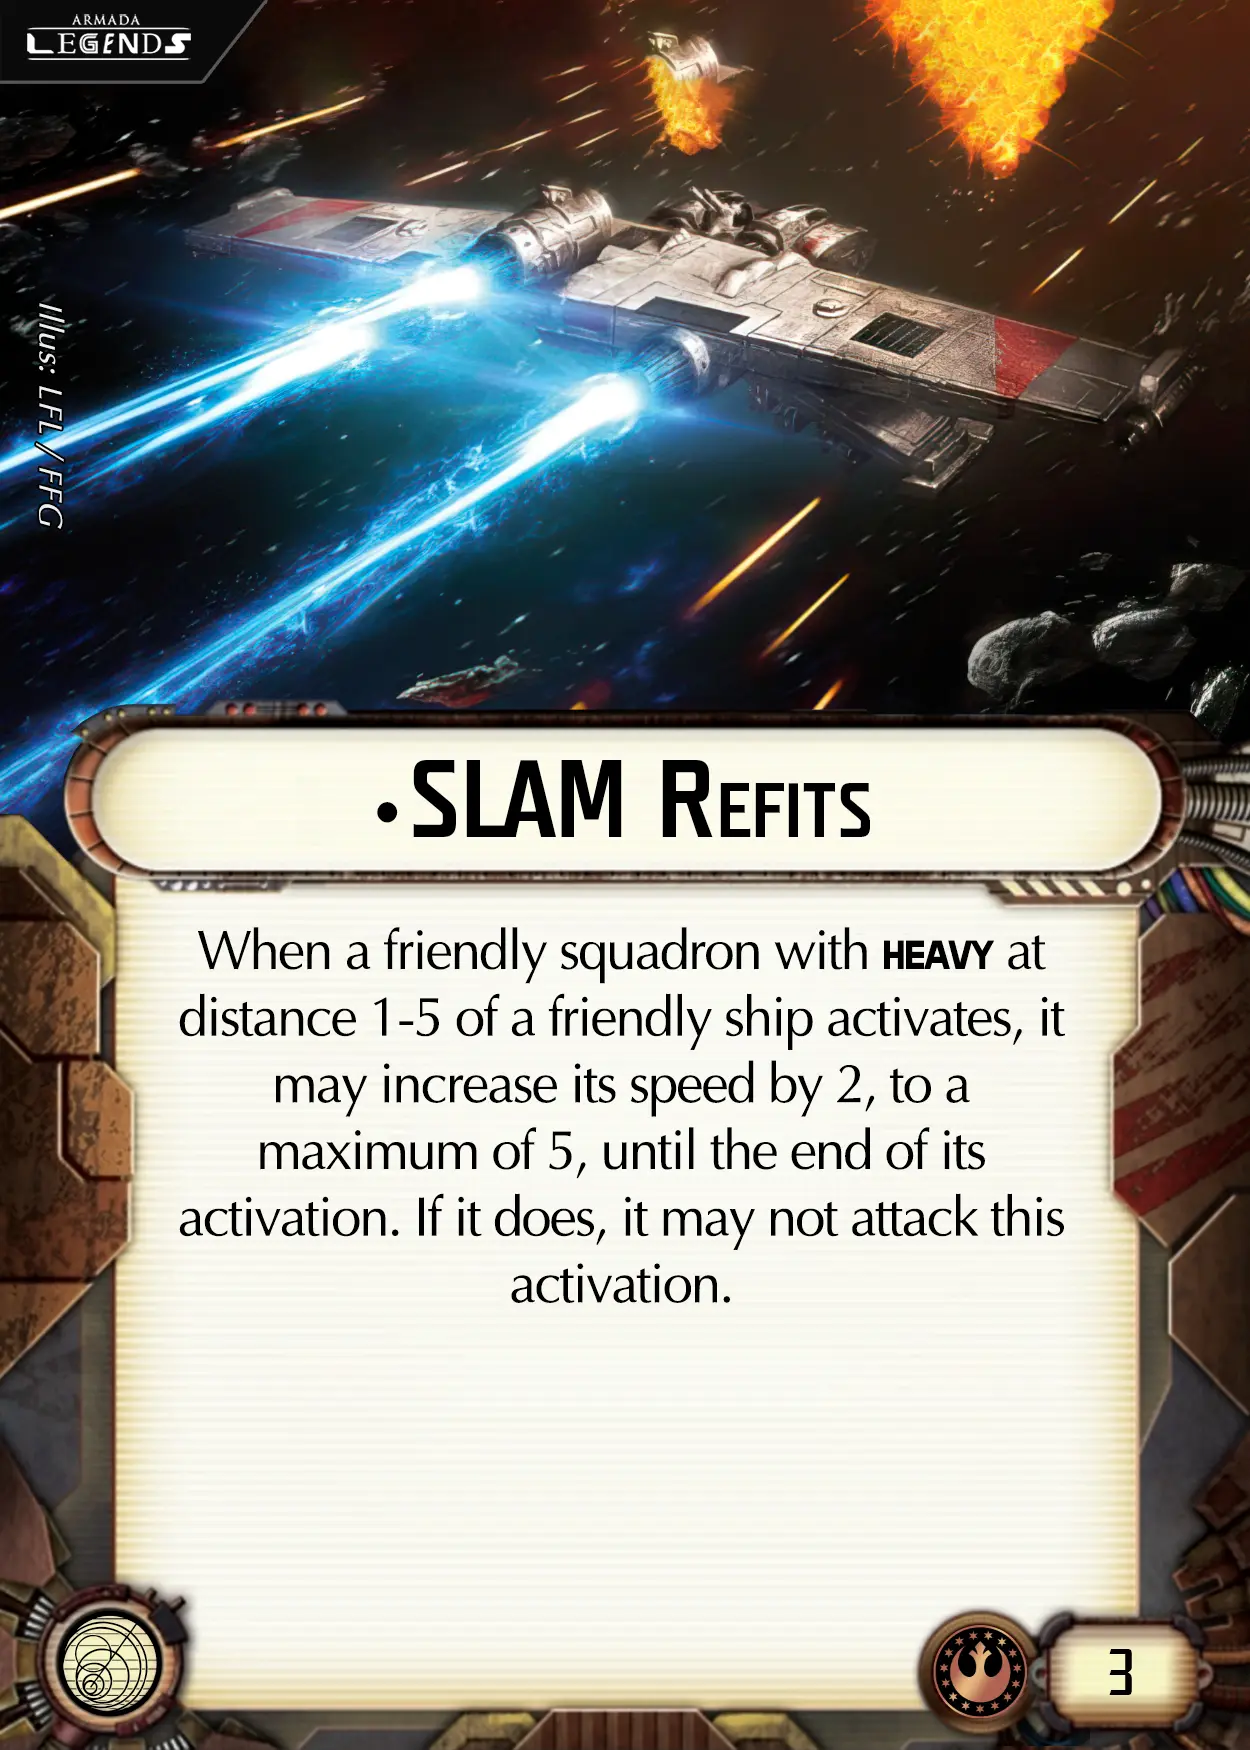 ARMADA
LEGENDS
Illus: LFL / FFG
•SLAM REFITS
When a friendly squadron with HEAVY at
distance 1-5 of a friendly ship activates, it
may increase its speed by 2, to a
maximum of 5, until the end of its
activation. If it does, it may not attack this
activation.
3